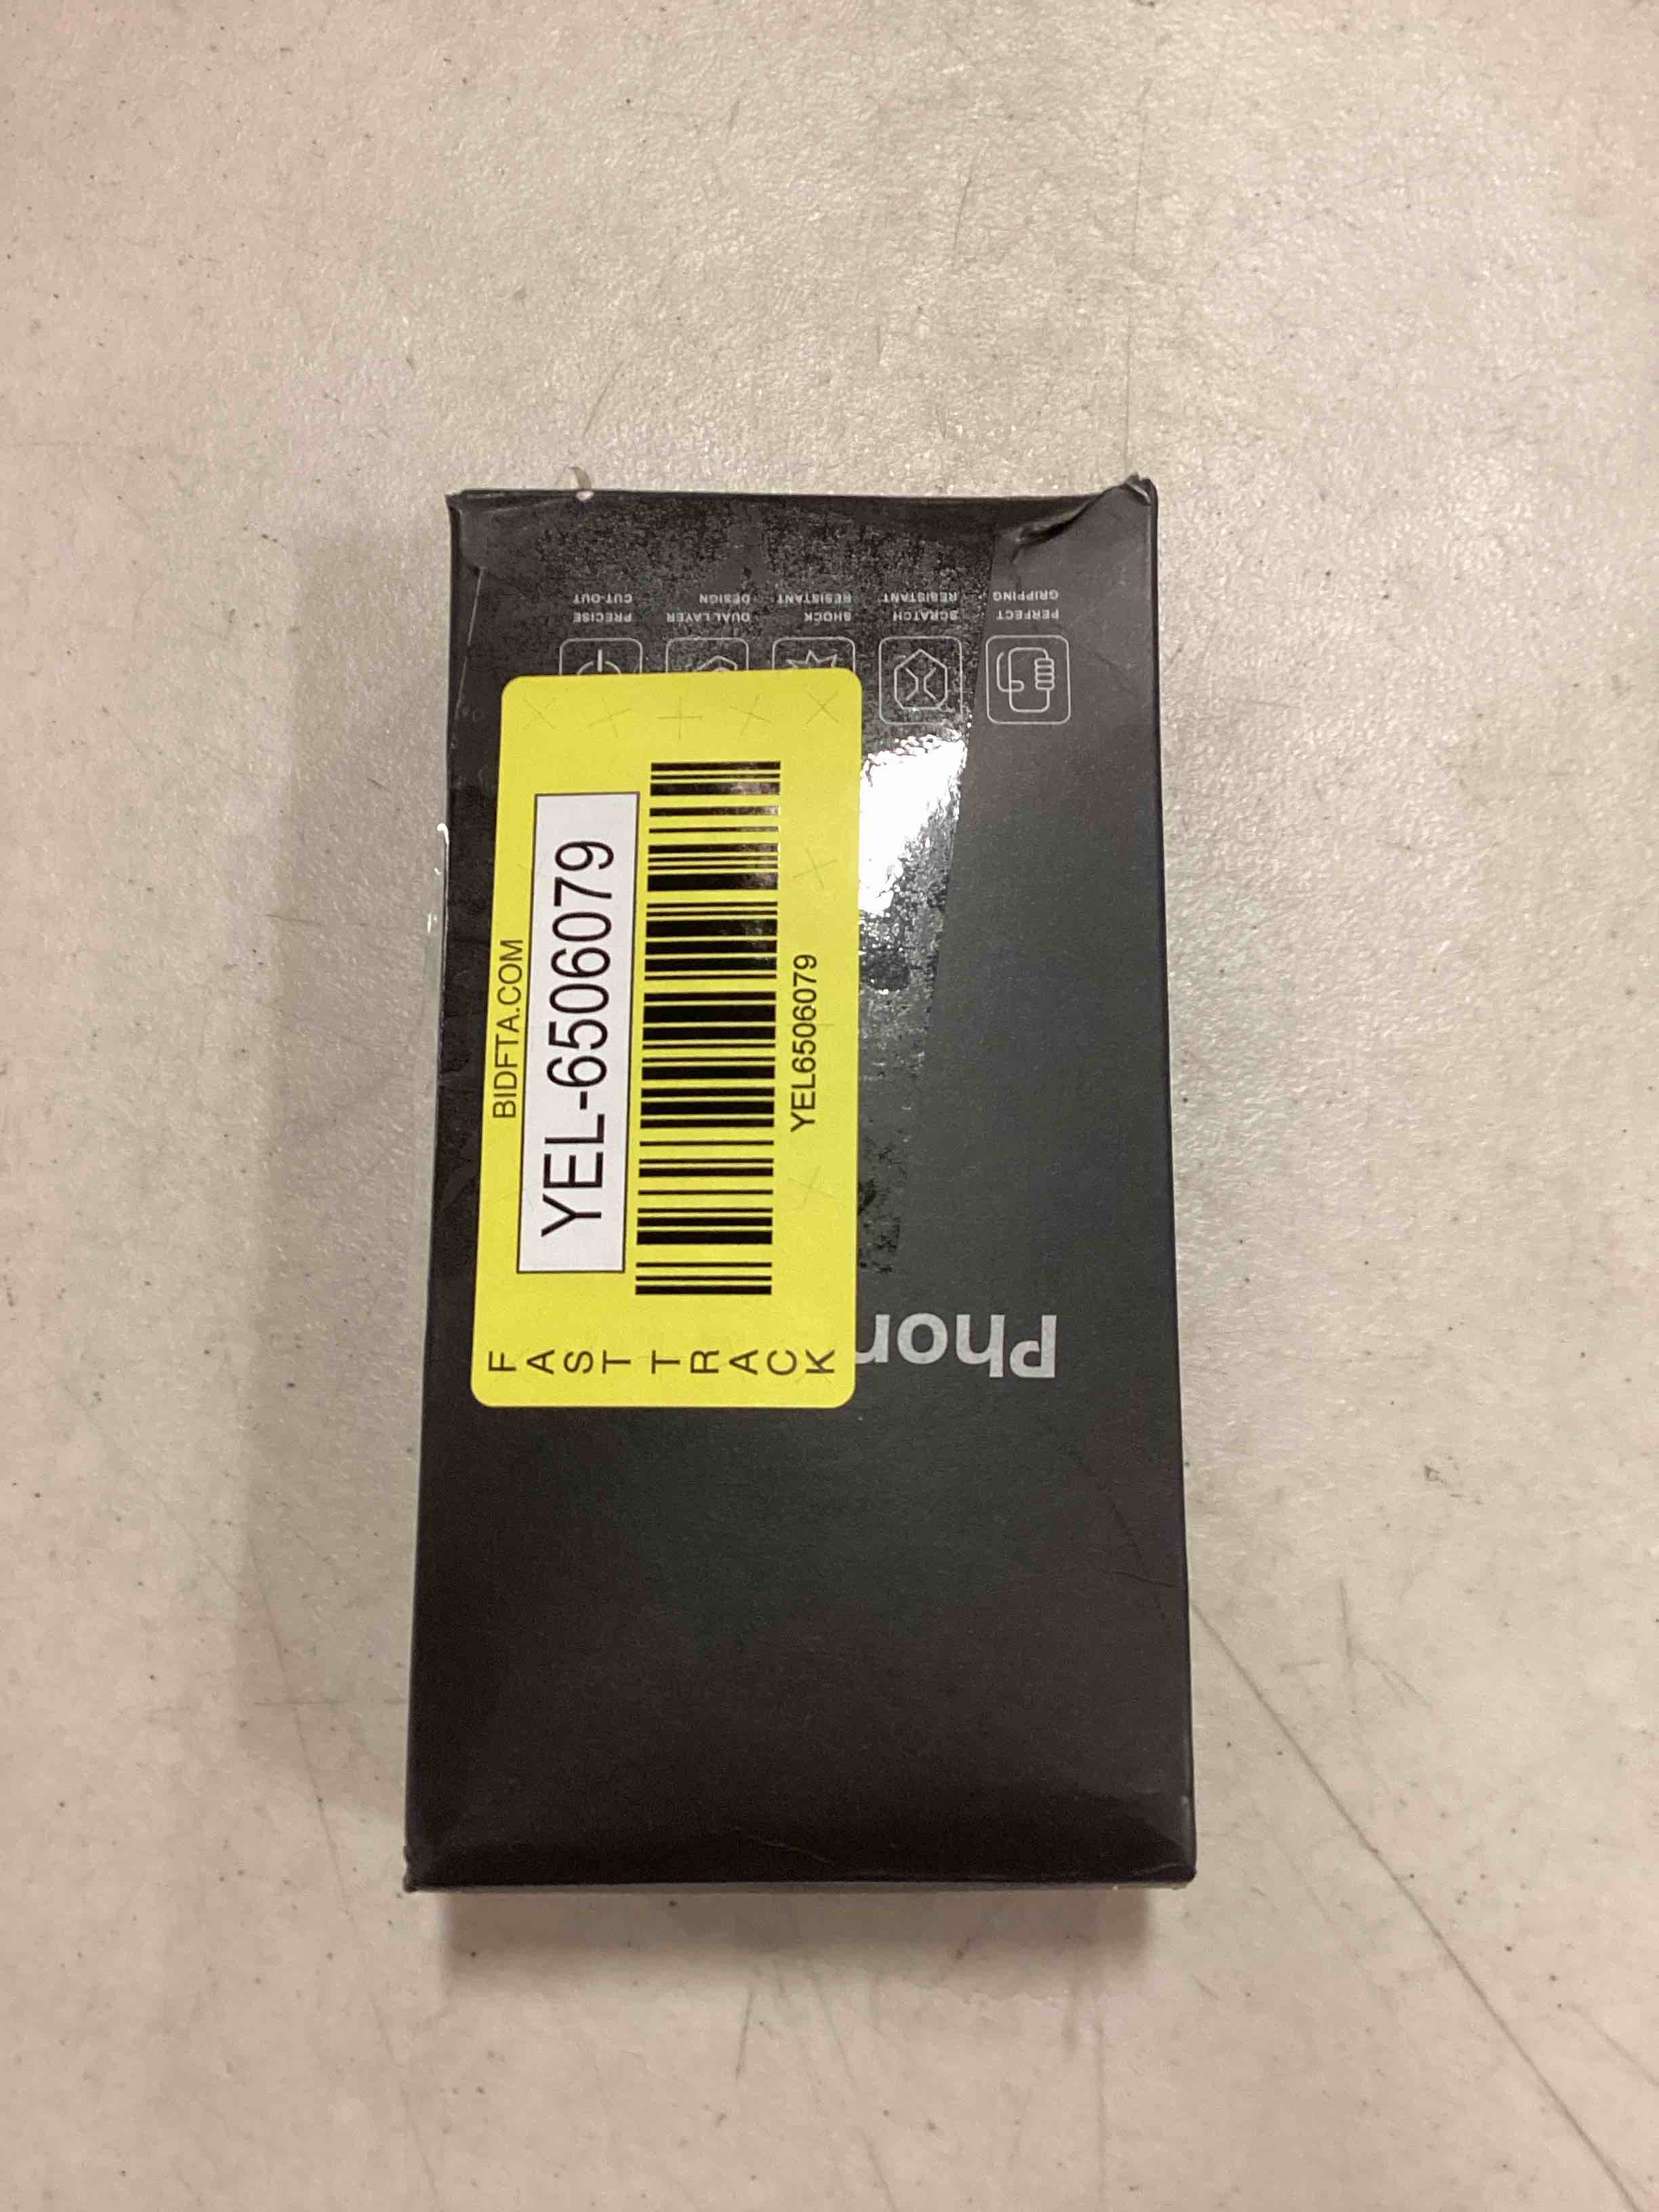 BIDFTA.COM
YEL-6506079
YEL6506079
FAST TRACK
Phon
PERFECT
GRIPPING
SCRATCH
RESISTANT
SHOCK
RESISTANT
DUAL LAYER
DESIGN
PRECISE
CUT-OUT